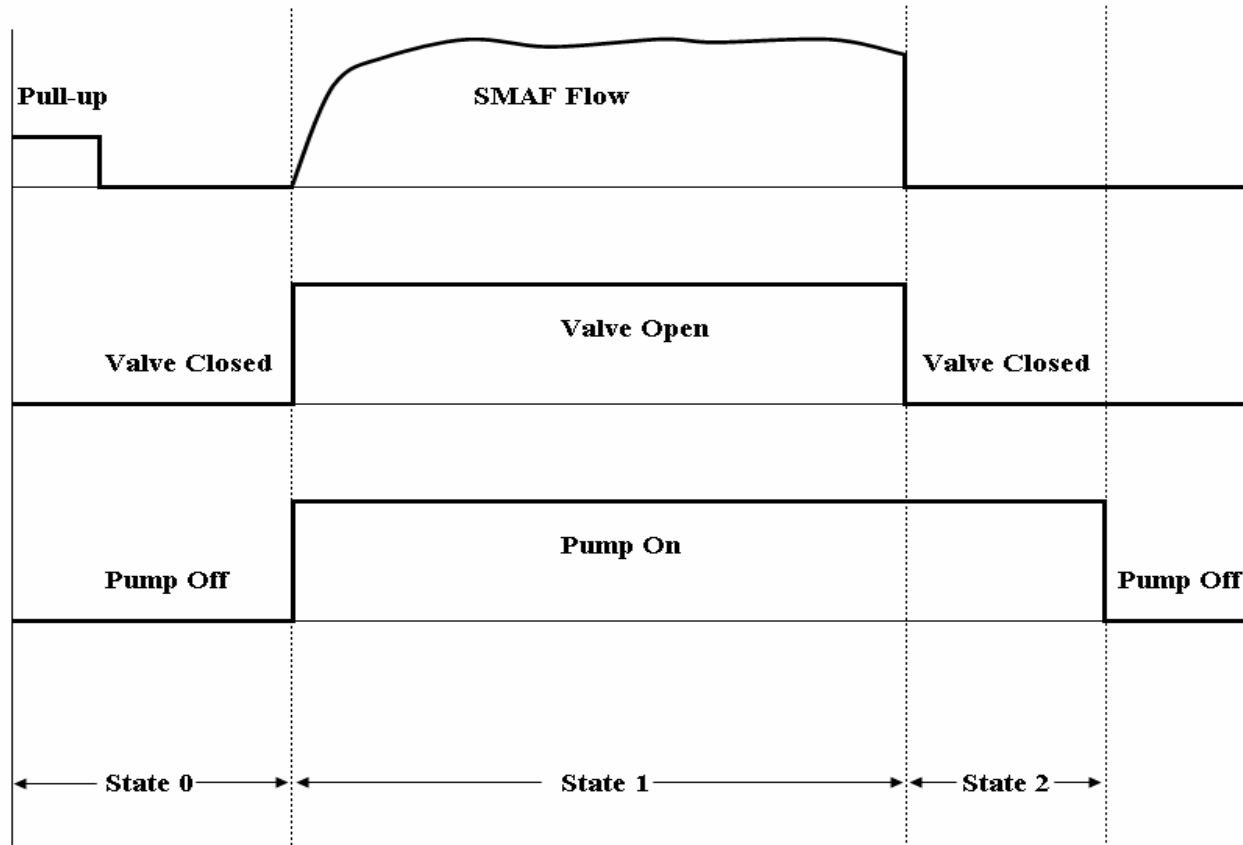 Pull-up
SMAF Flow
Valve Open
Valve Closed
Valve Closed
Pump On
Pump Off
Pump Off
State 0
State 1
State 2